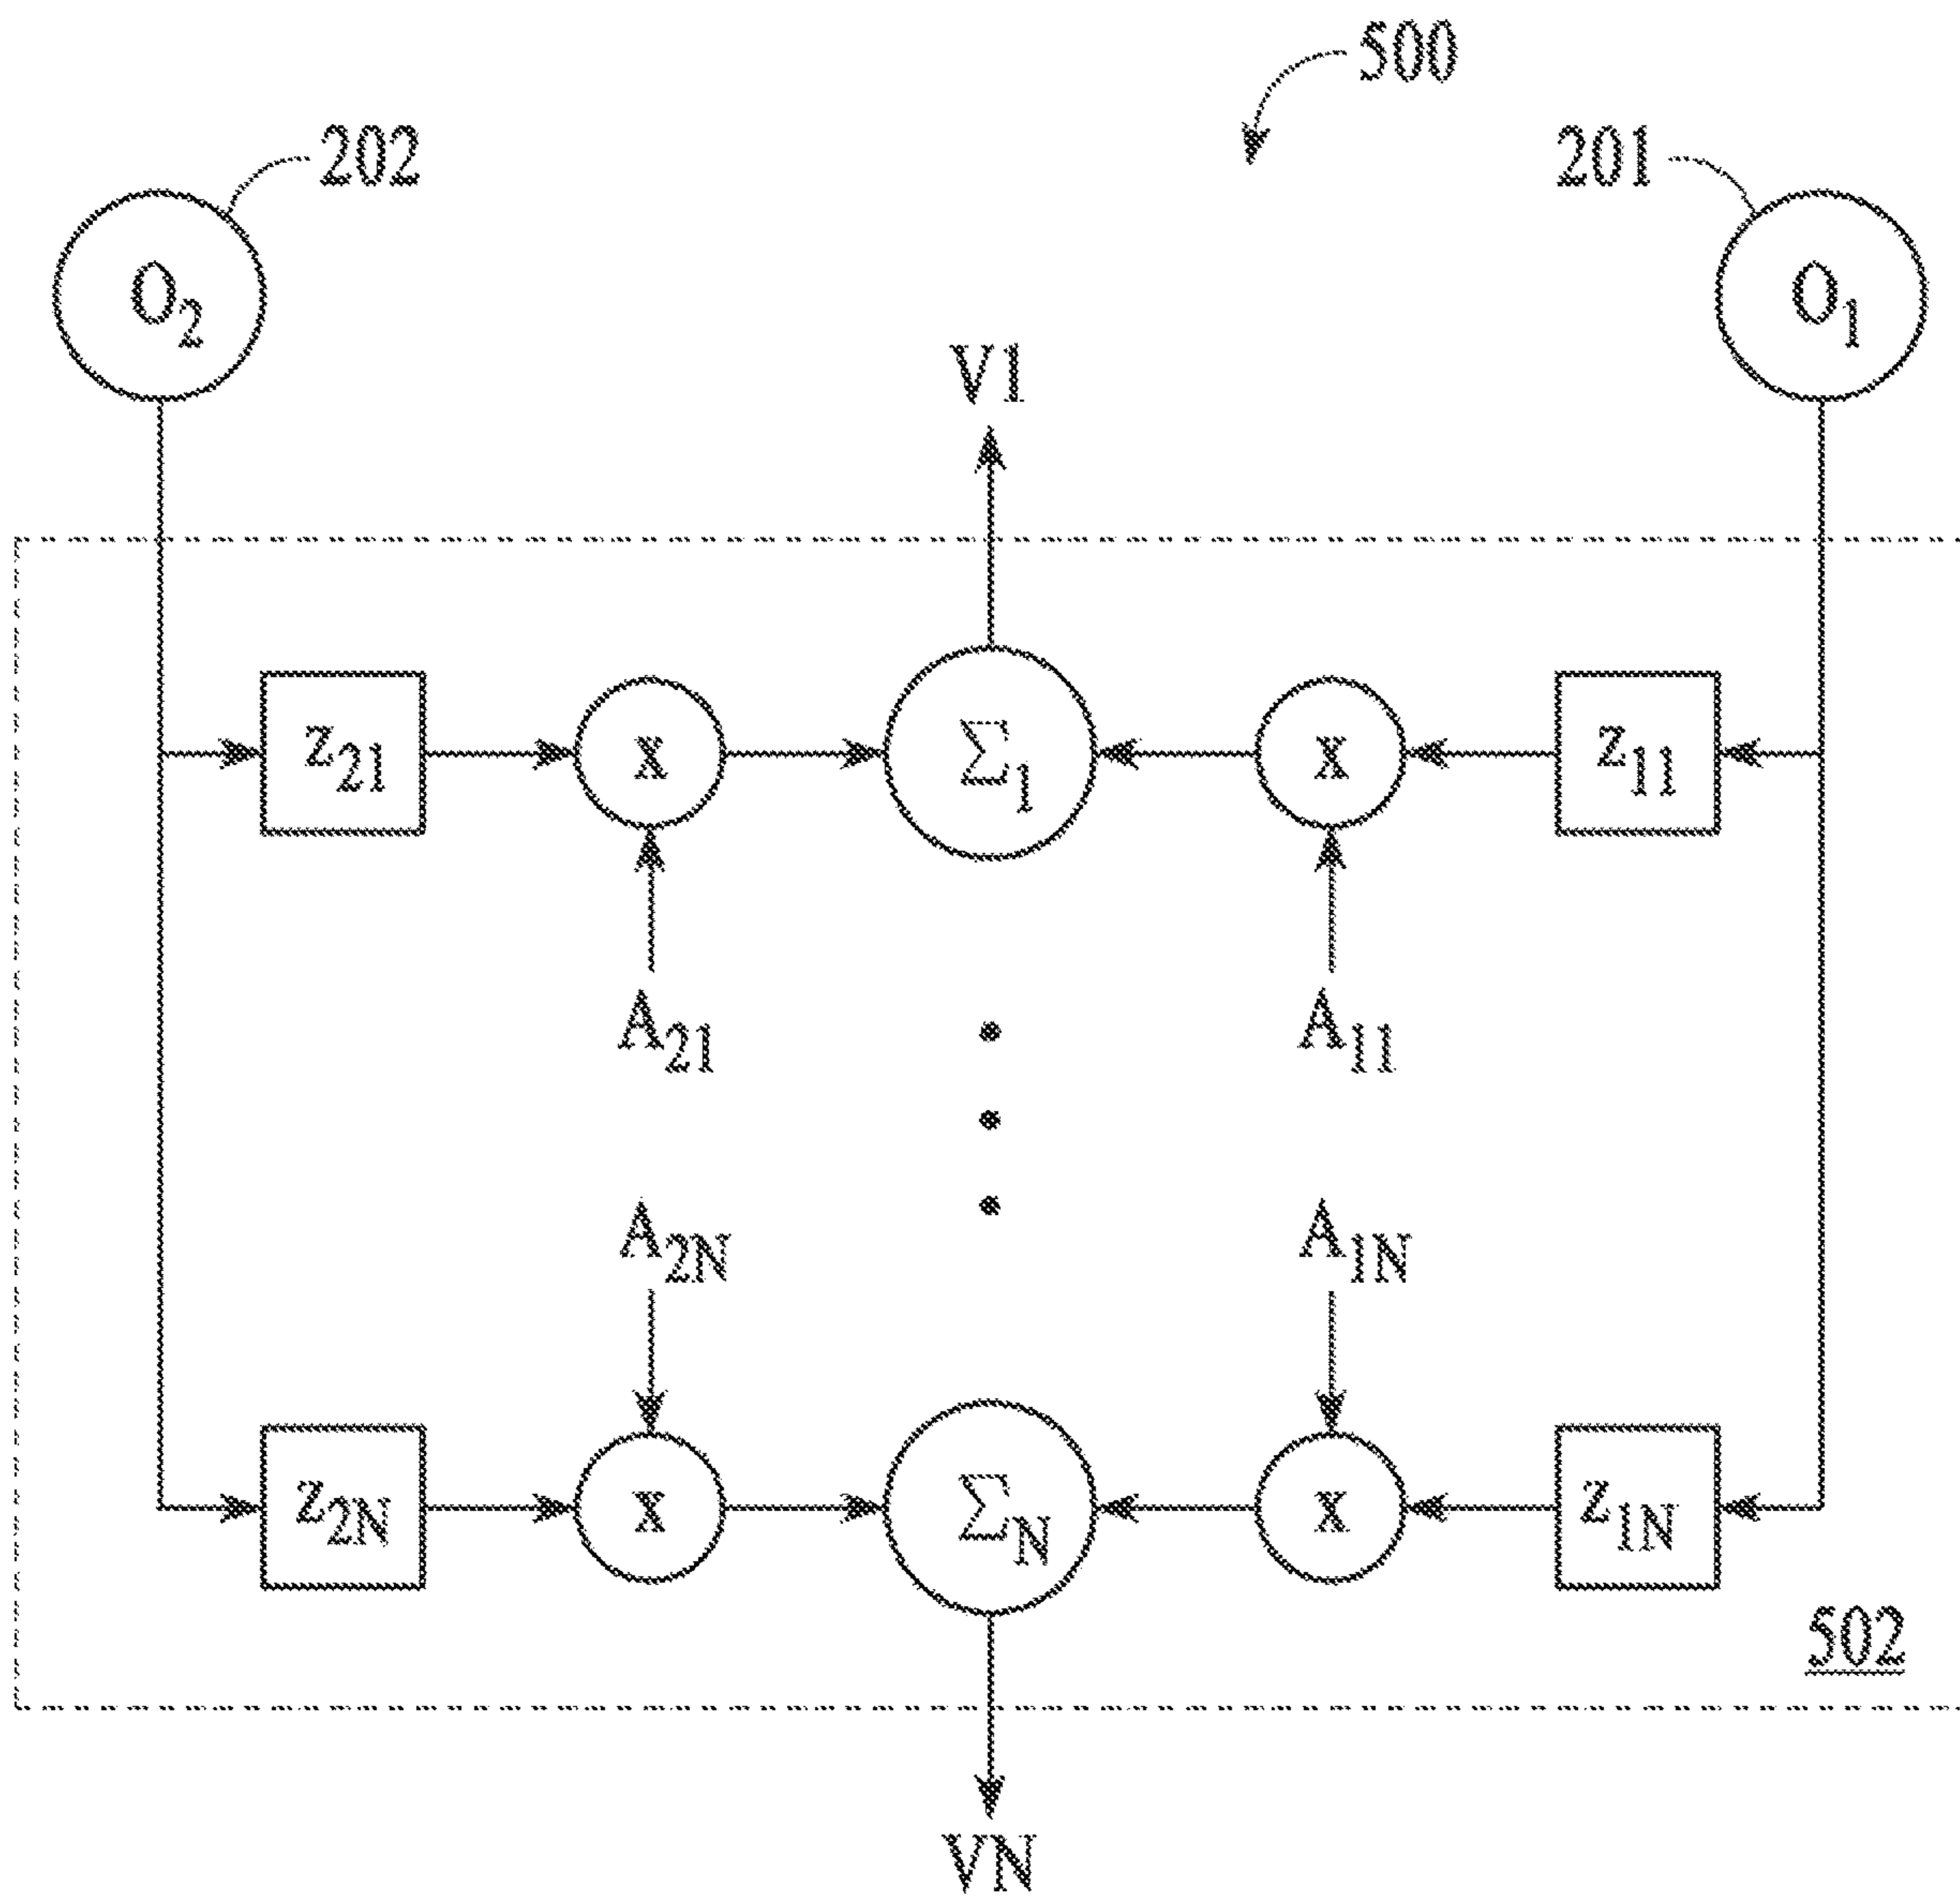 500
202
201
O2
O1
V1
z21
x
Σ1
x
z11
A21
A11
A2N
A1N
z2N
x
ΣN
x
z1N
502
VN